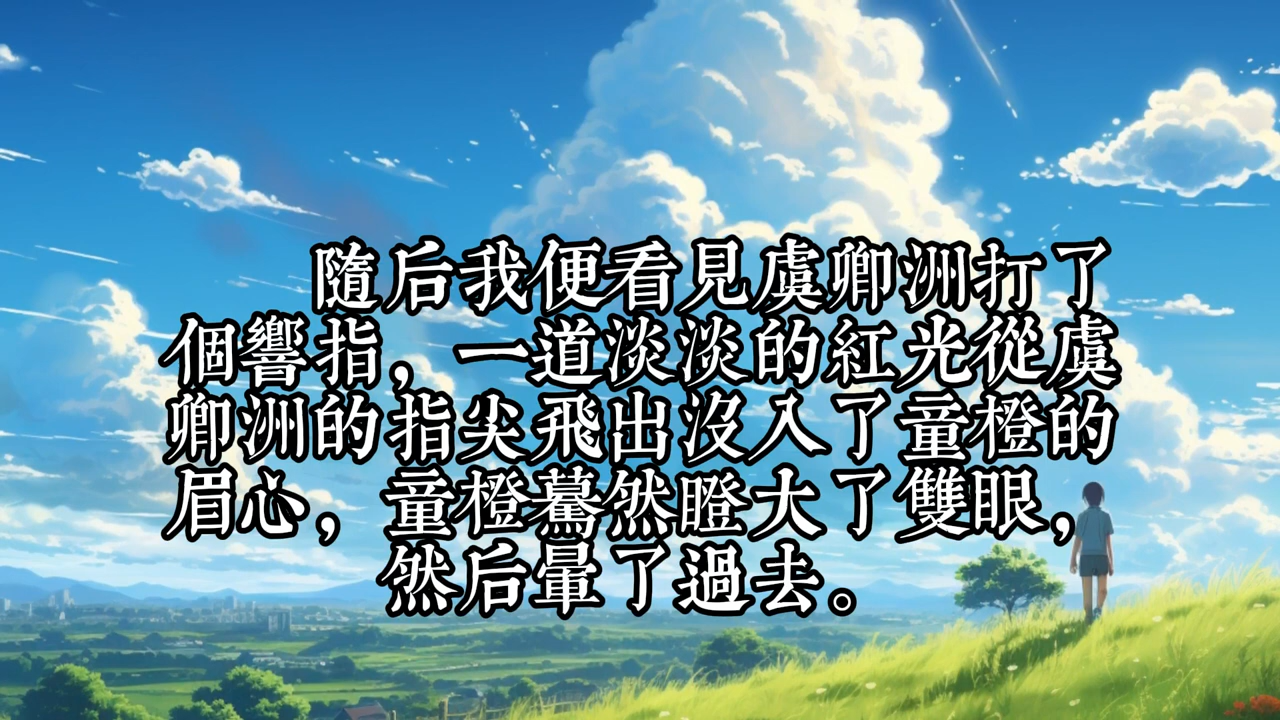 隨后我便看見虞卿洲打了
個響指，一道淡淡的紅光從虞
卿洲的指尖飛出沒入了童橙的
眉心，童橙驀然瞪大了雙眼，
然后暈了過去。